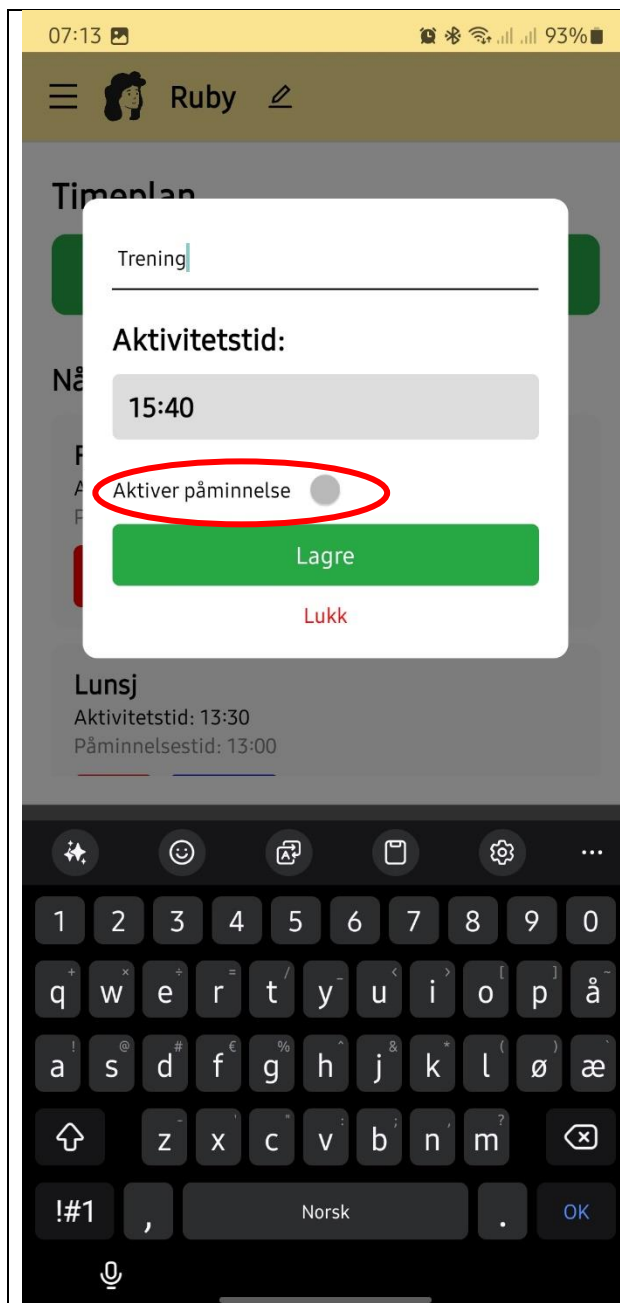 07:13 93%
Ruby
Timeplan
Trening
Aktivitetstid:
Nå
15:40
F
A
Aktiver påminnelse
P
Lagre
Lukk
Lunsj
Aktivitetstid: 13:30
Påminnelsestid: 13:00
1 2 3 4 5 6 7 8 9 0
q + w × e ÷ r = t / y _ u < i > o [ p ] å ~
a ! s @ d # f € g % h ^ j & k * l ( ø ) æ `
z - x ' c " v : b ; n , m ?
!#1 , Norsk . OK